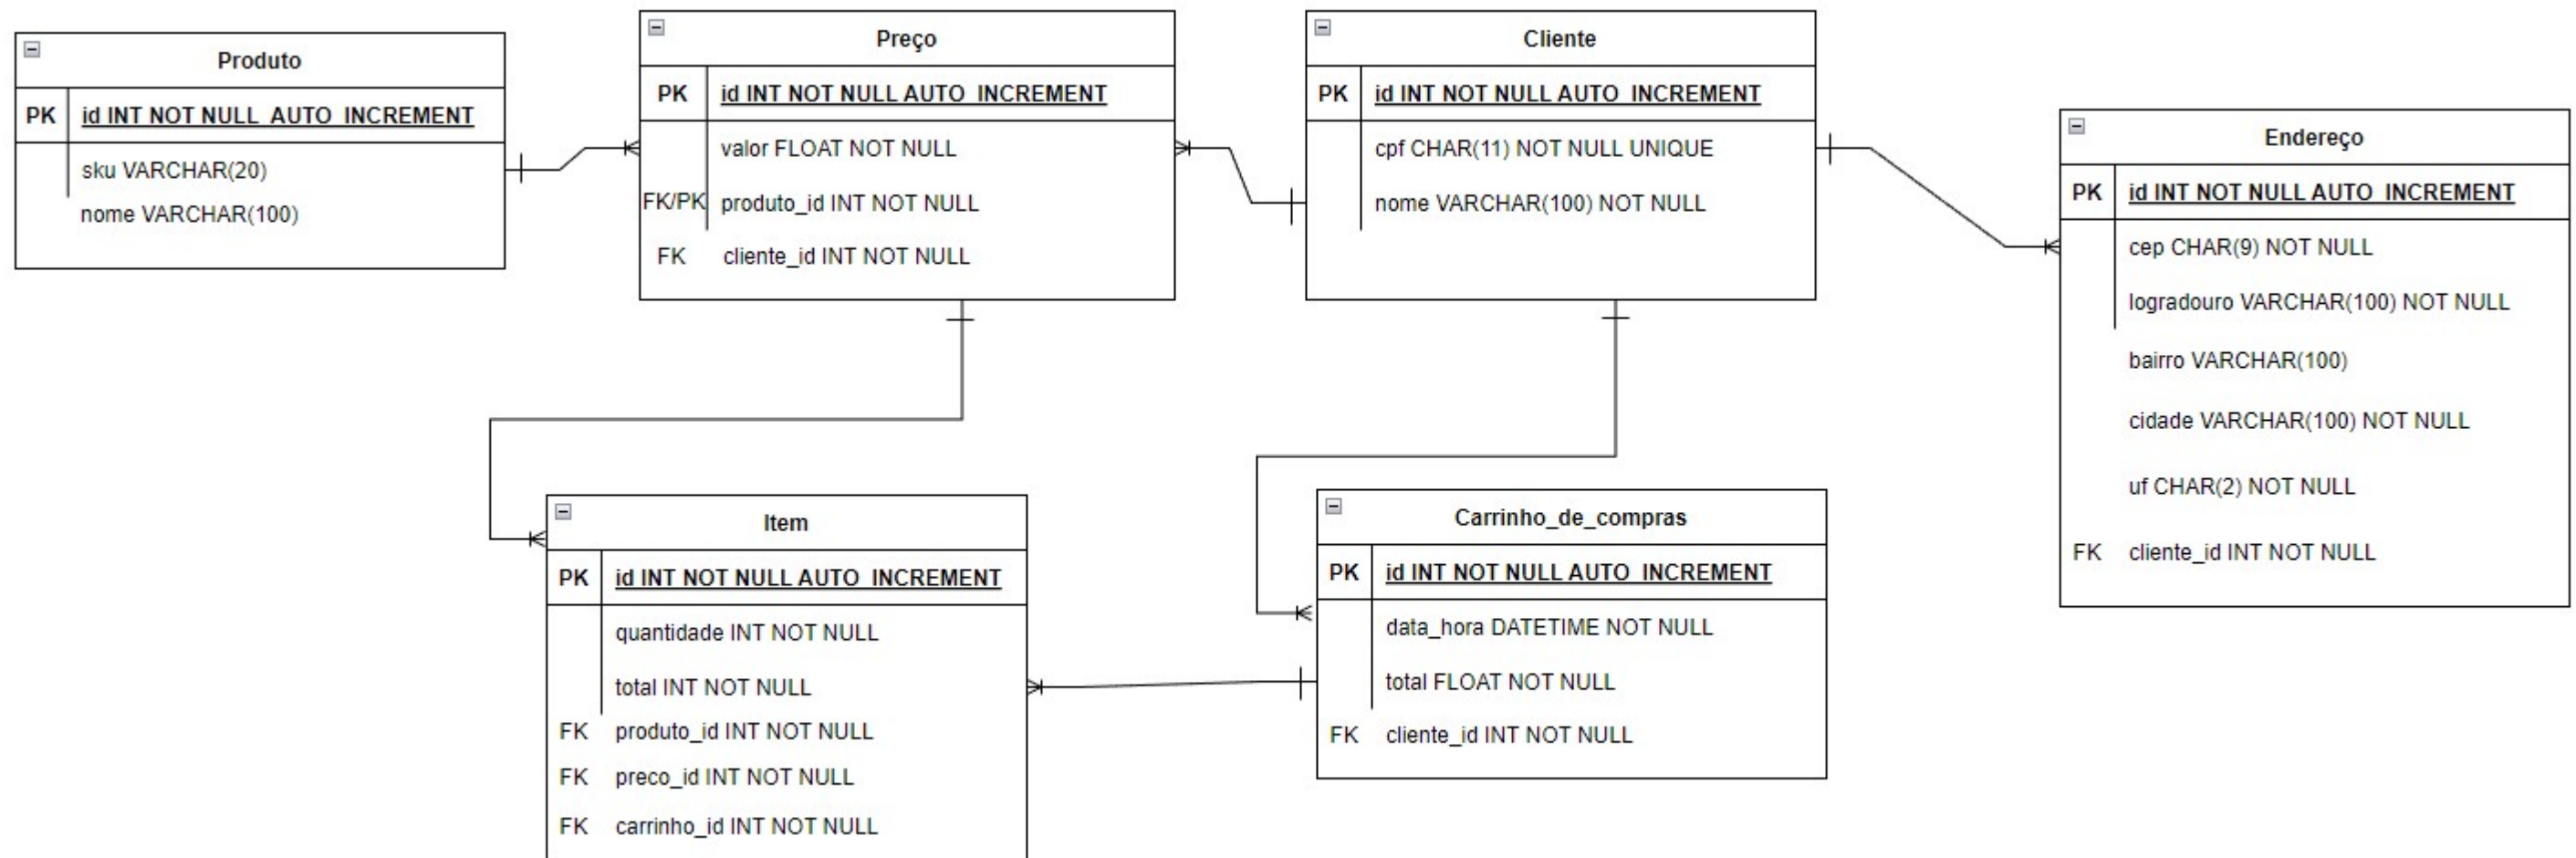 Produto
PK id INT NOT NULL AUTO_INCREMENT
sku VARCHAR(20)
nome VARCHAR(100)
Preço
PK id INT NOT NULL AUTO_INCREMENT
valor FLOAT NOT NULL
FK/PK produto_id INT NOT NULL
FK cliente_id INT NOT NULL
Cliente
PK id INT NOT NULL AUTO_INCREMENT
cpf CHAR(11) NOT NULL UNIQUE
nome VARCHAR(100) NOT NULL
Endereço
PK id INT NOT NULL AUTO_INCREMENT
cep CHAR(9) NOT NULL
logradouro VARCHAR(100) NOT NULL
bairro VARCHAR(100)
cidade VARCHAR(100) NOT NULL
uf CHAR(2) NOT NULL
FK cliente_id INT NOT NULL
Item
PK id INT NOT NULL AUTO_INCREMENT
quantidade INT NOT NULL
total INT NOT NULL
FK produto_id INT NOT NULL
FK preco_id INT NOT NULL
FK carrinho_id INT NOT NULL
Carrinho_de_compras
PK id INT NOT NULL AUTO_INCREMENT
data_hora DATETIME NOT NULL
total FLOAT NOT NULL
FK cliente_id INT NOT NULL